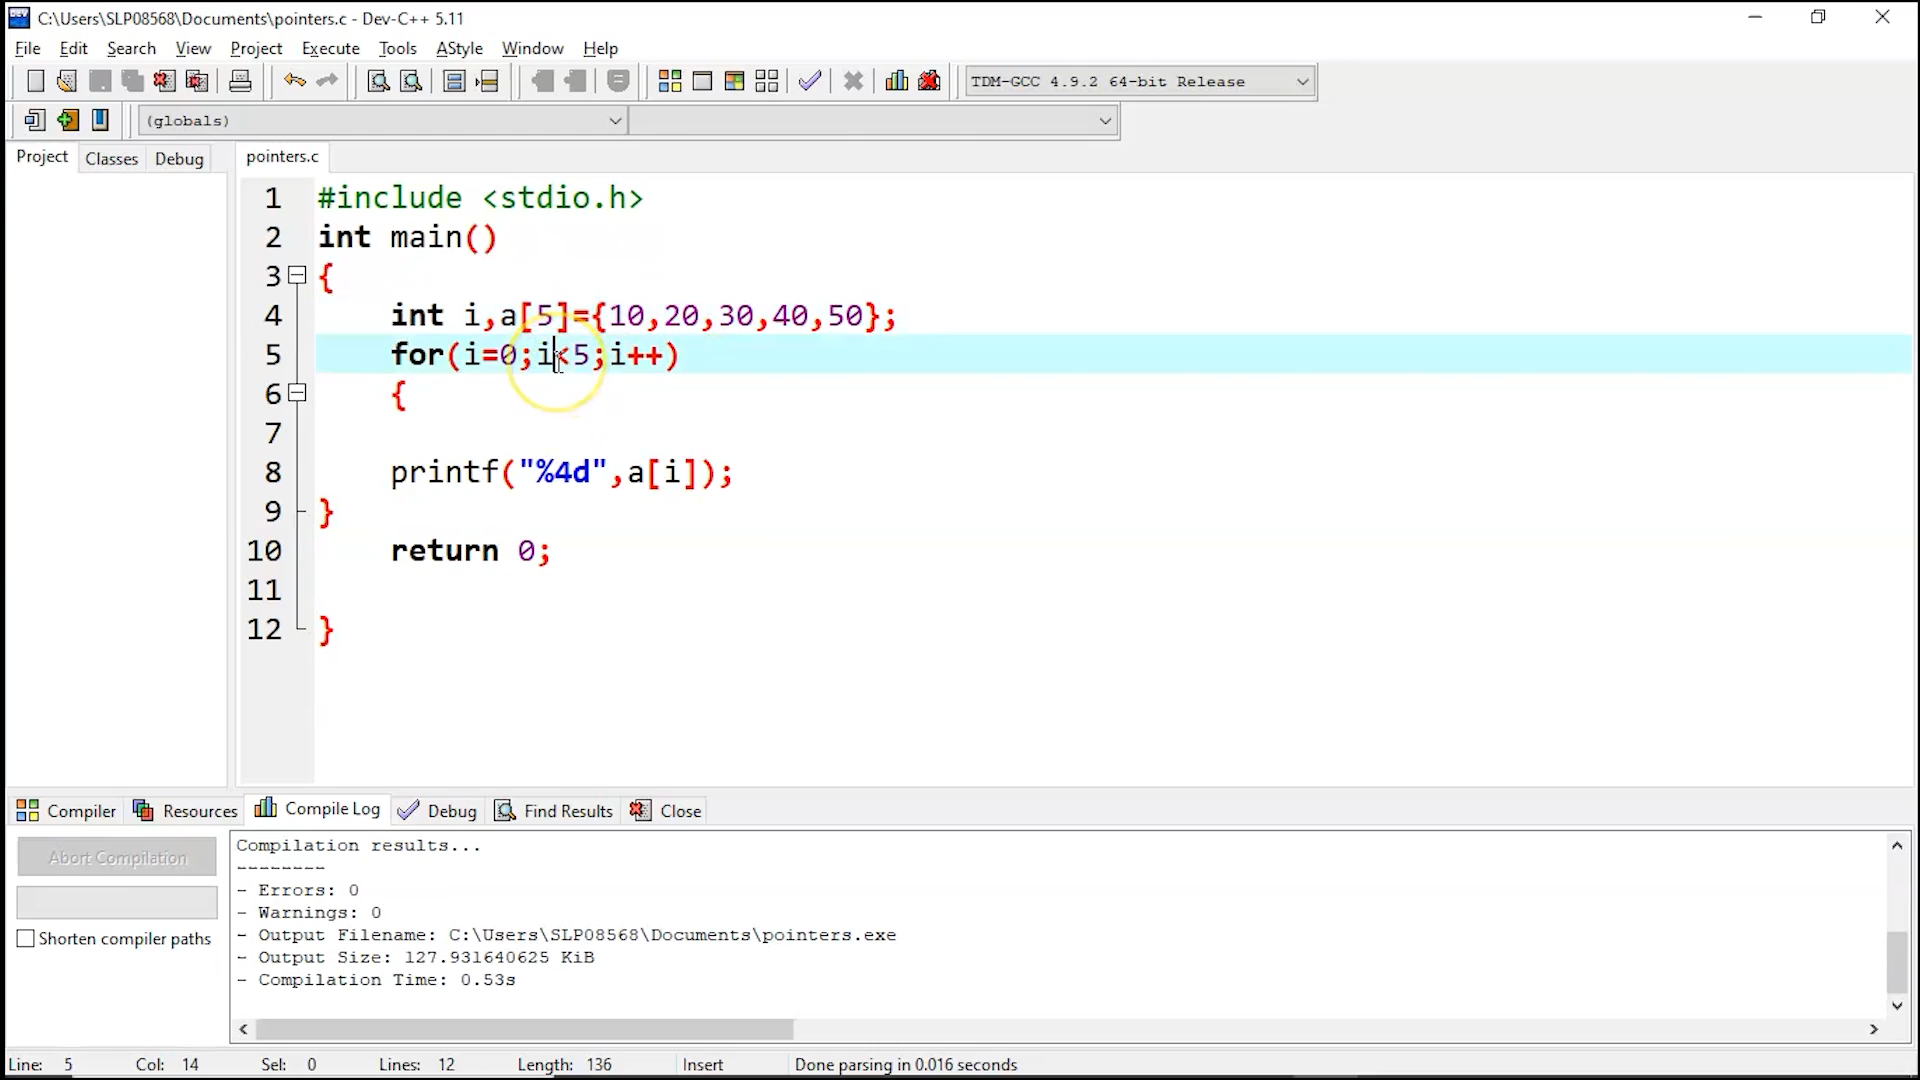 C:\Users\SLP08568\Documents\pointers.c - Dev-C++ 5.11
File Edit Search View Project Execute Tools AStyle Window Help
TDM-GCC 4.9.2 64-bit Release
(globals)
Project Classes Debug pointers.c
1 #include <stdio.h>
2 int main()
3 {
4 int i,a[5]={10,20,30,40,50};
5 for(i=0;i<5;i++)
6 {
7
8 printf("%4d",a[i]);
9 }
10 return 0;
11
12 }
Compiler Resources Compile Log Debug Find Results Close
Abort Compilation
Shorten compiler paths
Compilation results...
--------
- Errors: 0
- Warnings: 0
- Output Filename: C:\Users\SLP08568\Documents\pointers.exe
- Output Size: 127.931640625 KiB
- Compilation Time: 0.53s
Line: 5 Col: 14 Sel: 0 Lines: 12 Length: 136 Insert Done parsing in 0.016 seconds